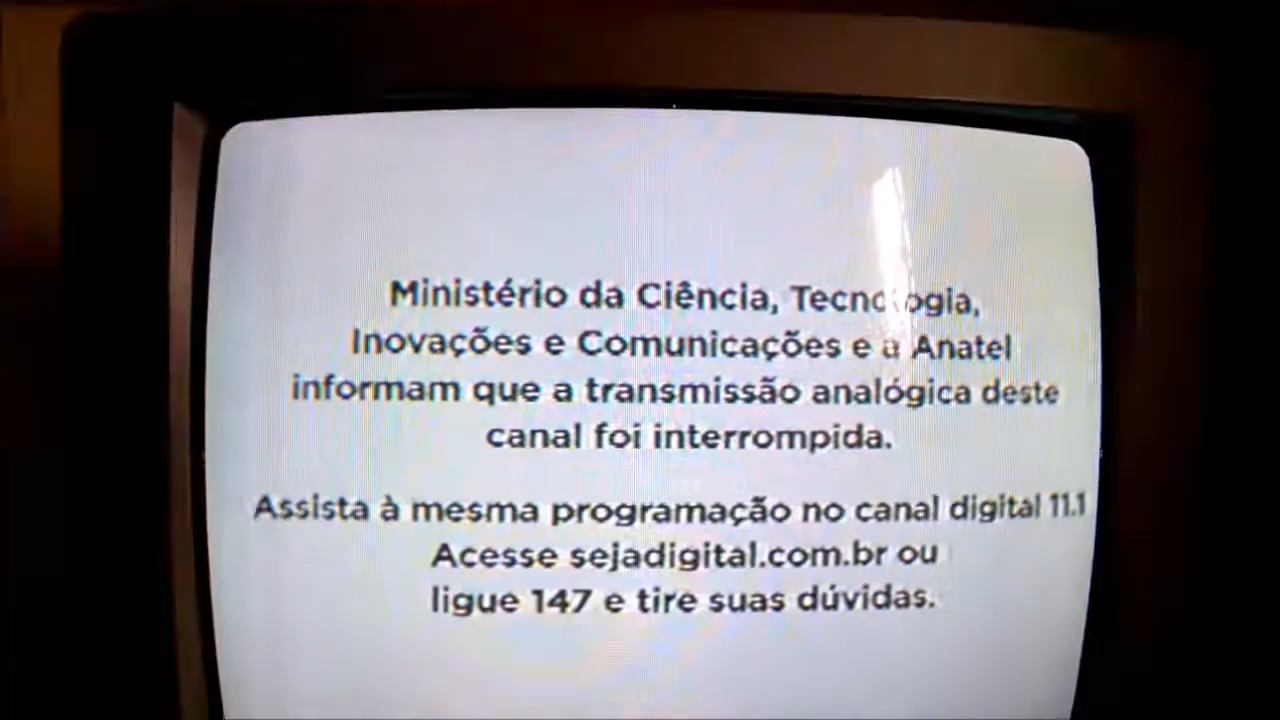 Ministério da Ciência, Tecnologia,
Inovações e Comunicações e a Anatel
informam que a transmissão analógica deste
canal foi interrompida.
Assista à mesma programação no canal digital 11.1
Acesse sejadigital.com.br ou
ligue 147 e tire suas dúvidas.